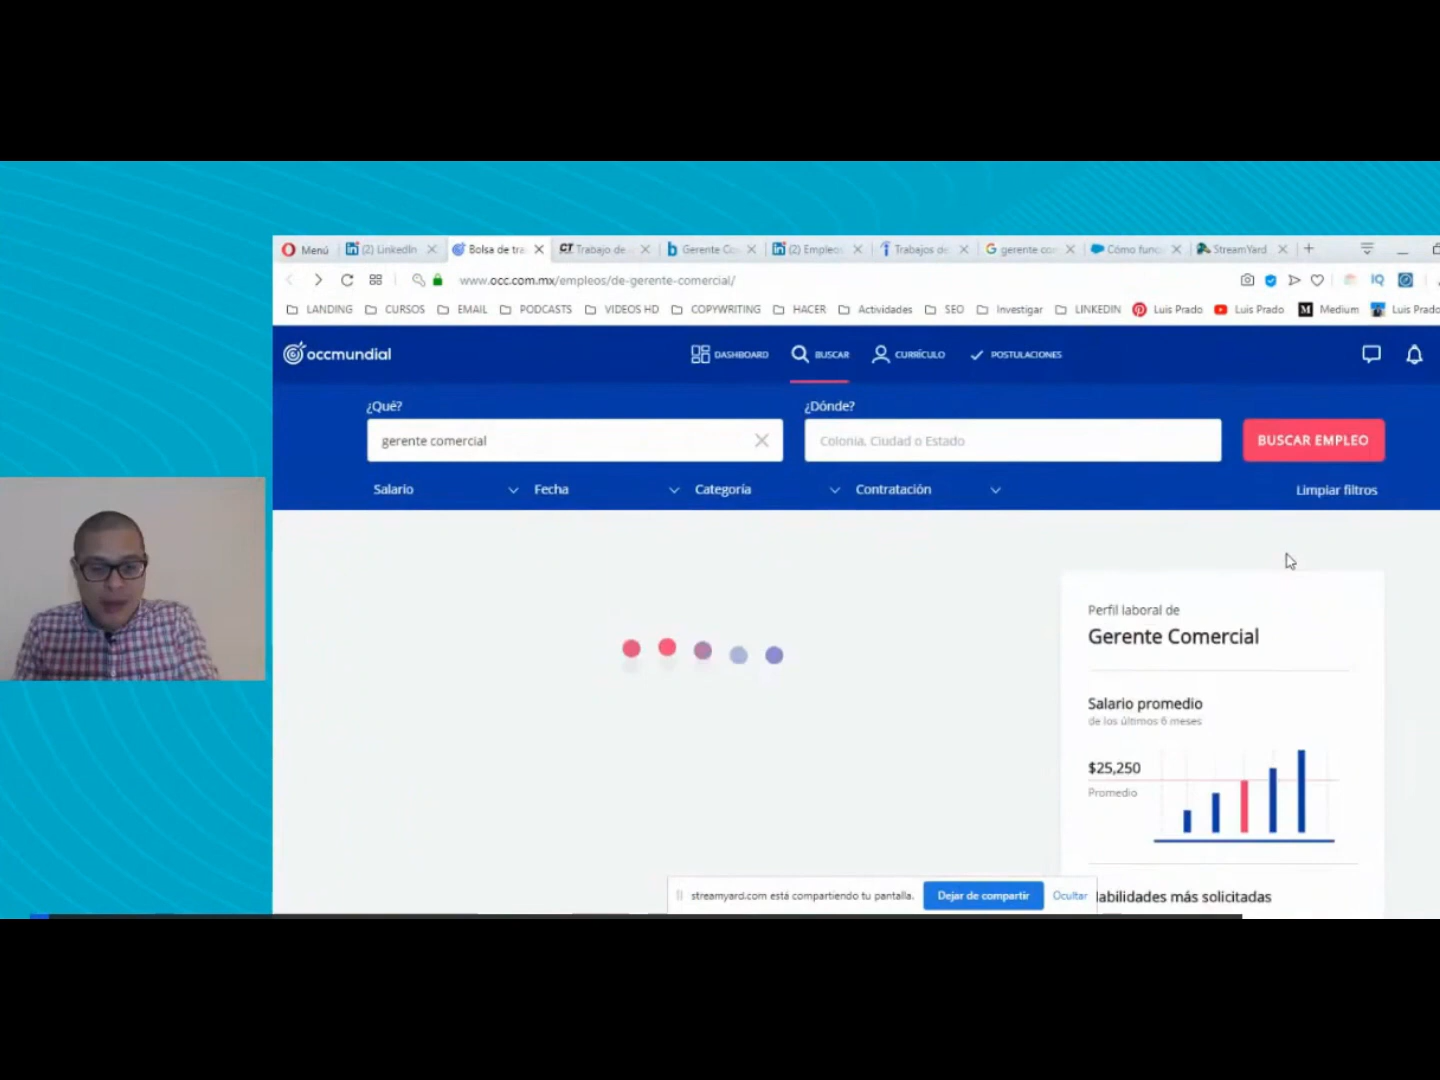 Menú (2) LinkedIn Bolsa de tra Trabajo de Gerente Co (2) Empleos Trabajos de gerente co Cómo func StreamYard
www.occ.com.mx/empleos/de-gerente-comercial/ IQ
LANDING CURSOS EMAIL PODCASTS VIDEOS HD COPYWRITING HACER Actividades SEO Investigar LINKEDIN Luis Prado Luis Prado M Medium Luis Prado
occmundial DASHBOARD BUSCAR CURRÍCULO POSTULACIONES
¿Qué? ¿Dónde?
gerente comercial Colonia, Ciudad o Estado BUSCAR EMPLEO
Salario Fecha Categoría Contratación Limpiar filtros
Perfil laboral de
Gerente Comercial
Salario promedio
de los últimos 6 meses
$25,250
Promedio
streamyard.com está compartiendo tu pantalla. Dejar de compartir Ocultar
abilidades más solicitadas